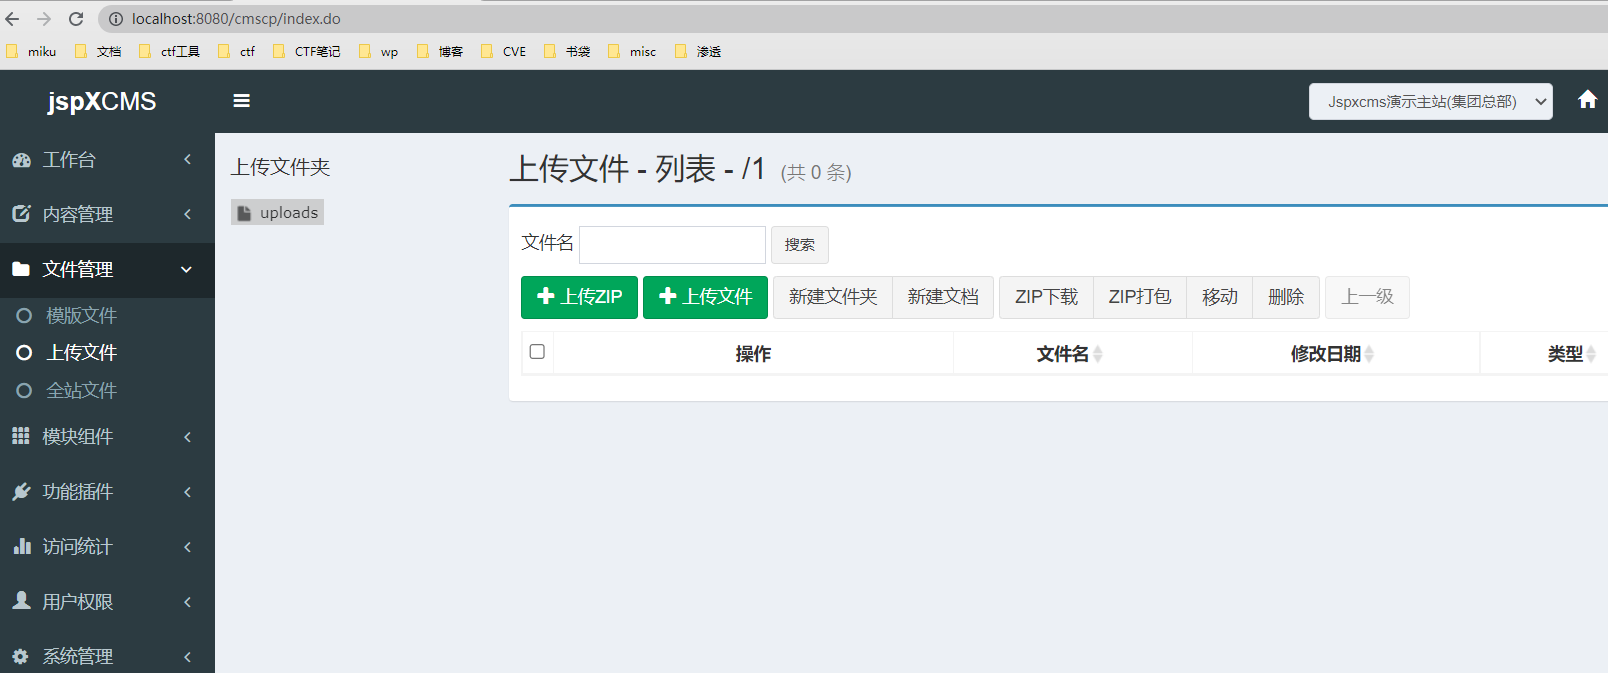 localhost:8080/cmscp/index.do
miku 文档 ctf工具 ctf CTF笔记 wp 博客 CVE 书袋 misc 渗透
jspXCMS
Jspxcms演示主站(集团总部)
工作台
内容管理
文件管理
模版文件
上传文件
全站文件
模块组件
功能插件
访问统计
用户权限
系统管理
上传文件夹
uploads
上传文件 - 列表 - /1 (共 0 条)
文件名 搜索
上传ZIP 上传文件 新建文件夹 新建文档 ZIP下载 ZIP打包 移动 删除 上一级
操作 文件名 修改日期 类型